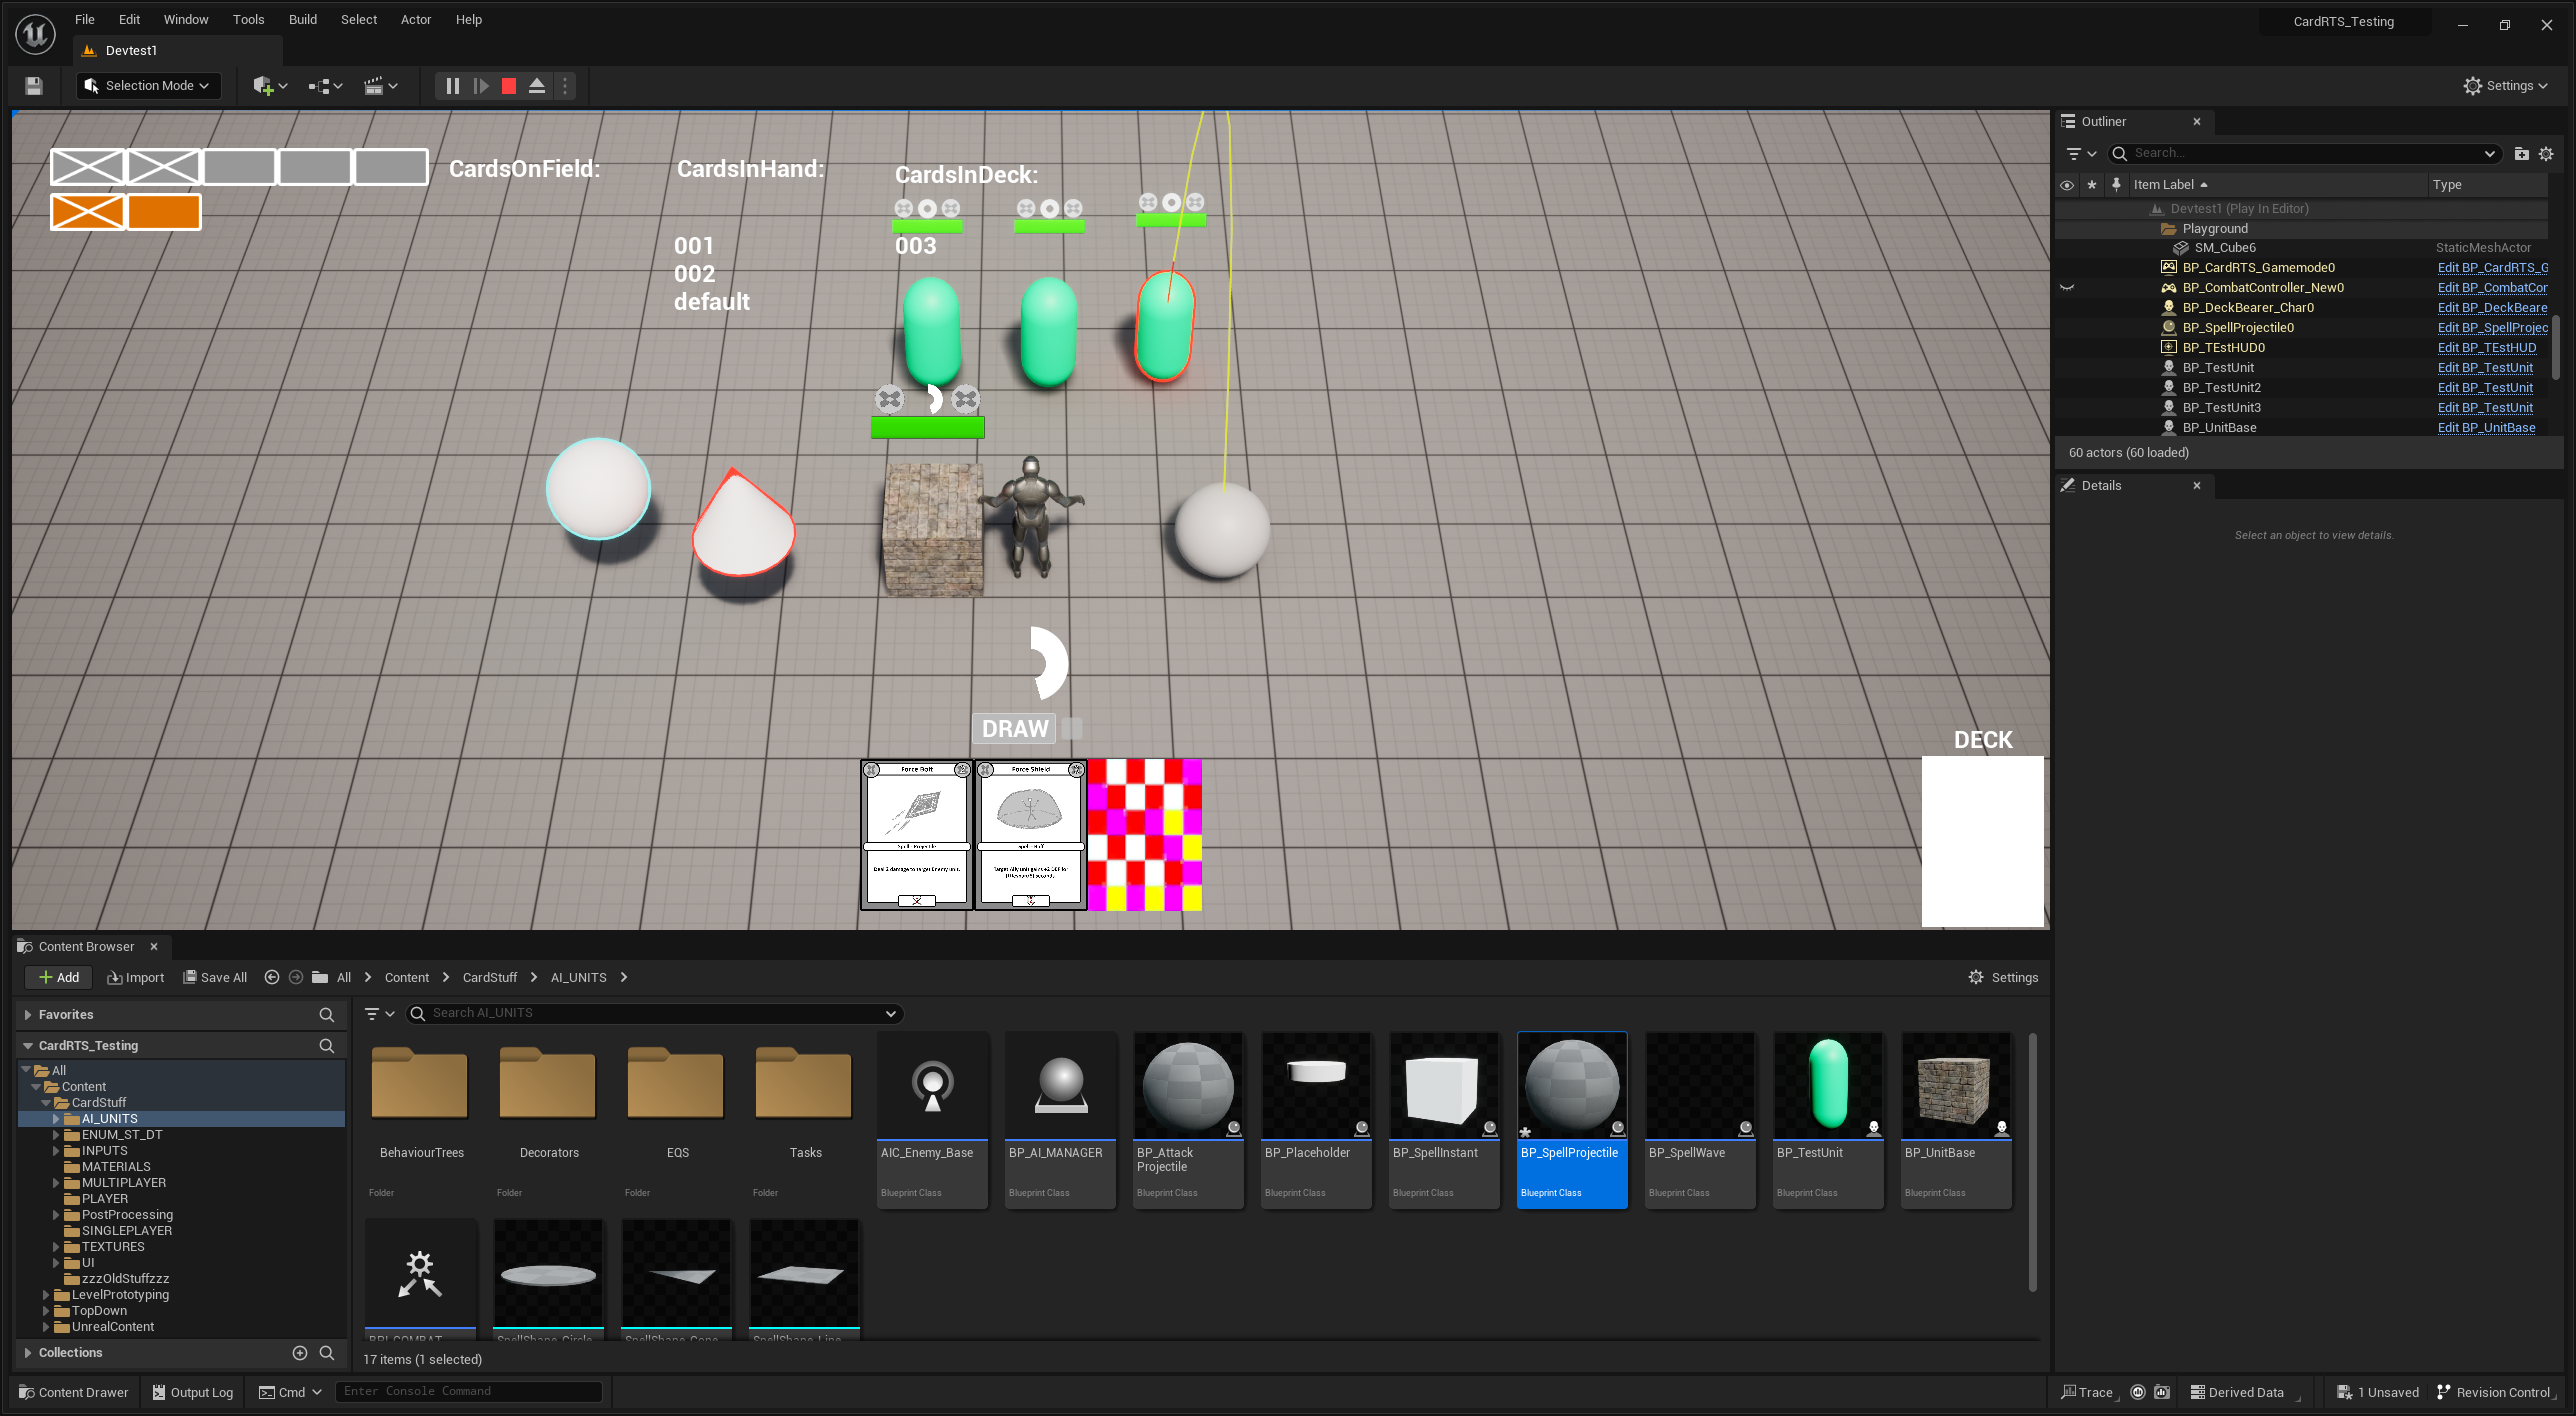 File Edit Window Tools Build Select Actor Help
CardRTS_Testing
Devtest1
Selection Mode
Settings
CardsOnField:
CardsInHand:
CardsInDeck:
001
002
default
003
DRAW
DECK
Force Bolt
Force Shield
Outliner
Search...
Item Label
Type
Devtest1 (Play In Editor)
Playground
SM_Cube6 StaticMeshActor
BP_CardRTS_Gamemode0 Edit BP_CardRTS_G
BP_CombatController_New0 Edit BP_CombatCor
BP_DeckBearer_Char0 Edit BP_DeckBeare
BP_SpellProjectile0 Edit BP_SpellProjec
BP_TEstHUD0 Edit BP_TEstHUD
BP_TestUnit Edit BP_TestUnit
BP_TestUnit2 Edit BP_TestUnit
BP_TestUnit3 Edit BP_TestUnit
BP_UnitBase Edit BP_UnitBase
60 actors (60 loaded)
Details
Select an object to view details.
Content Browser
Add Import Save All All Content CardStuff AI_UNITS
Settings
Favorites
CardRTS_Testing
All
Content
CardStuff
AI_UNITS
ENUM_ST_DT
INPUTS
MATERIALS
MULTIPLAYER
PLAYER
PostProcessing
SINGLEPLAYER
TEXTURES
UI
zzzOldStuffzzz
LevelPrototyping
TopDown
UnrealContent
Collections
Search AI_UNITS
BehaviourTrees
Folder
Decorators
Folder
EQS
Folder
Tasks
Folder
AIC_Enemy_Base
Blueprint Class
BP_AI_MANAGER
Blueprint Class
BP_Attack
Projectile
Blueprint Class
BP_Placeholder
Blueprint Class
BP_SpellInstant
Blueprint Class
BP_SpellProjectile
Blueprint Class
BP_SpellWave
Blueprint Class
BP_TestUnit
Blueprint Class
BP_UnitBase
Blueprint Class
BPI_COMBAT
SpellShape_Circle
SpellShape_Cone
SpellShape_Line
17 items (1 selected)
Content Drawer
Output Log
Cmd
Enter Console Command
Trace
Derived Data
1 Unsaved
Revision Control